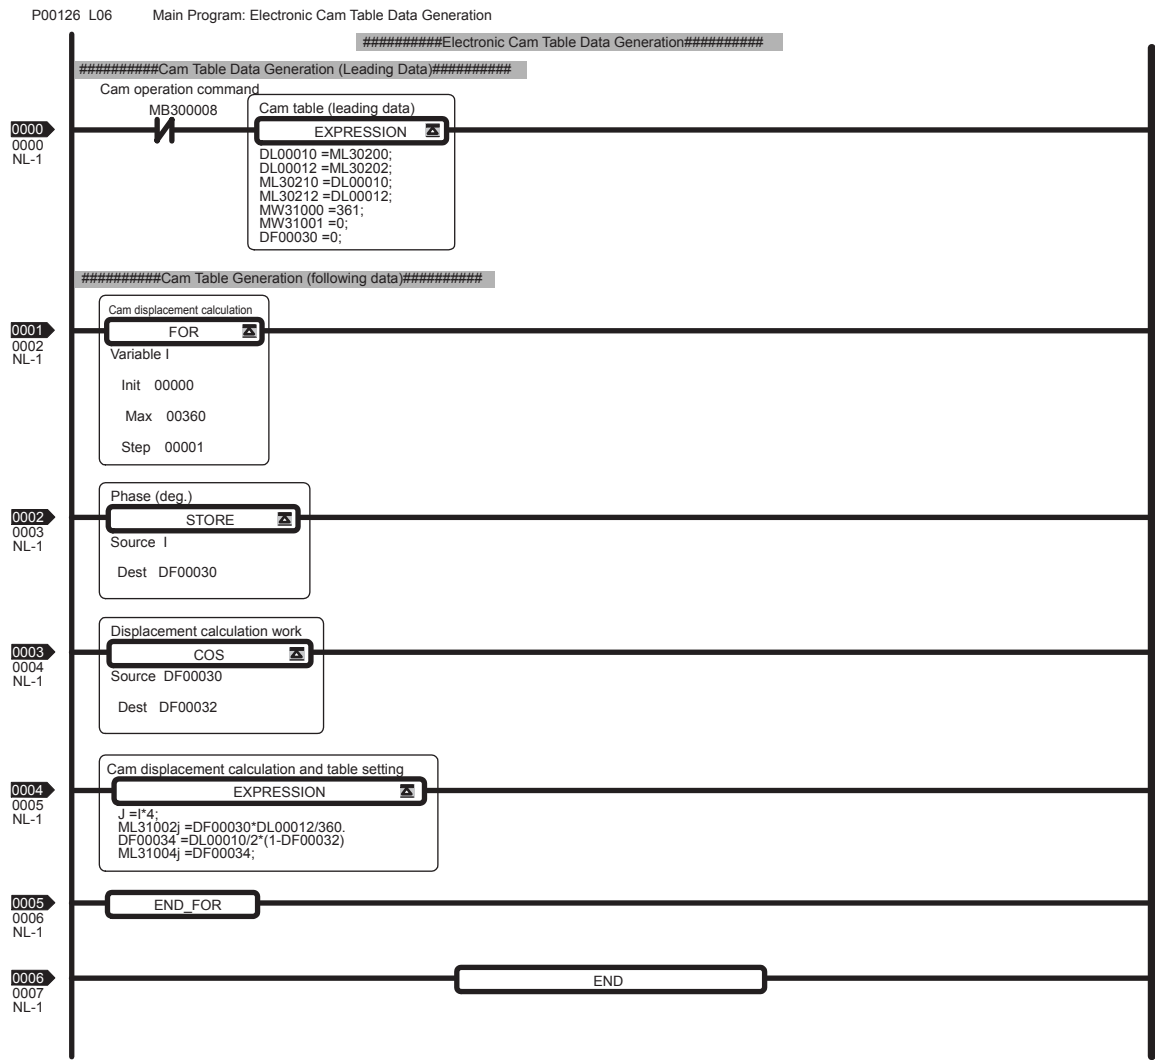 P00126 L06 Main Program: Electronic Cam Table Data Generation
##########Electronic Cam Table Data Generation##########
##########Cam Table Data Generation (Leading Data)##########
Cam operation command
MB300008
Cam table (leading data)
0000
EXPRESSION
0000
NL-1
DL00010 =ML30200;
DL00012 =ML30202;
ML30210 =DL00010;
ML30212 =DL00012;
MW31000 =361;
MW31001 =0;
DF00030 =0;
##########Cam Table Generation (following data)##########
Cam displacement calculation
0001
FOR
0002
NL-1
Variable I
Init 00000
Max 00360
Step 00001
Phase (deg.)
0002
STORE
0003
NL-1
Source I
Dest DF00030
Displacement calculation work
0003
COS
0004
NL-1
Source DF00030
Dest DF00032
Cam displacement calculation and table setting
0004
EXPRESSION
0005
NL-1
J =I*4;
ML31002j =DF00030*DL00012/360.
DF00034 =DL00010/2*(1-DF00032)
ML31004j =DF00034;
0005
END_FOR
0006
NL-1
0006
END
0007
NL-1